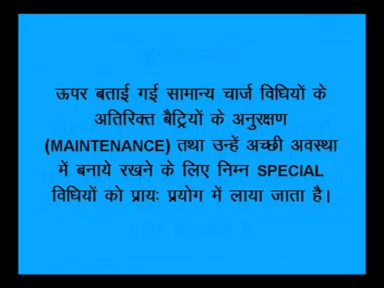 ऊपर बताई गई सामान्य चार्ज विधियों के
अतिरिक्त बैट्रियों के अनुरक्षण
(MAINTENANCE) तथा उन्हें अच्छी अवस्था
में बनाये रखने के लिए निम्न SPECIAL
विधियों को प्रायः प्रयोग में लाया जाता है।